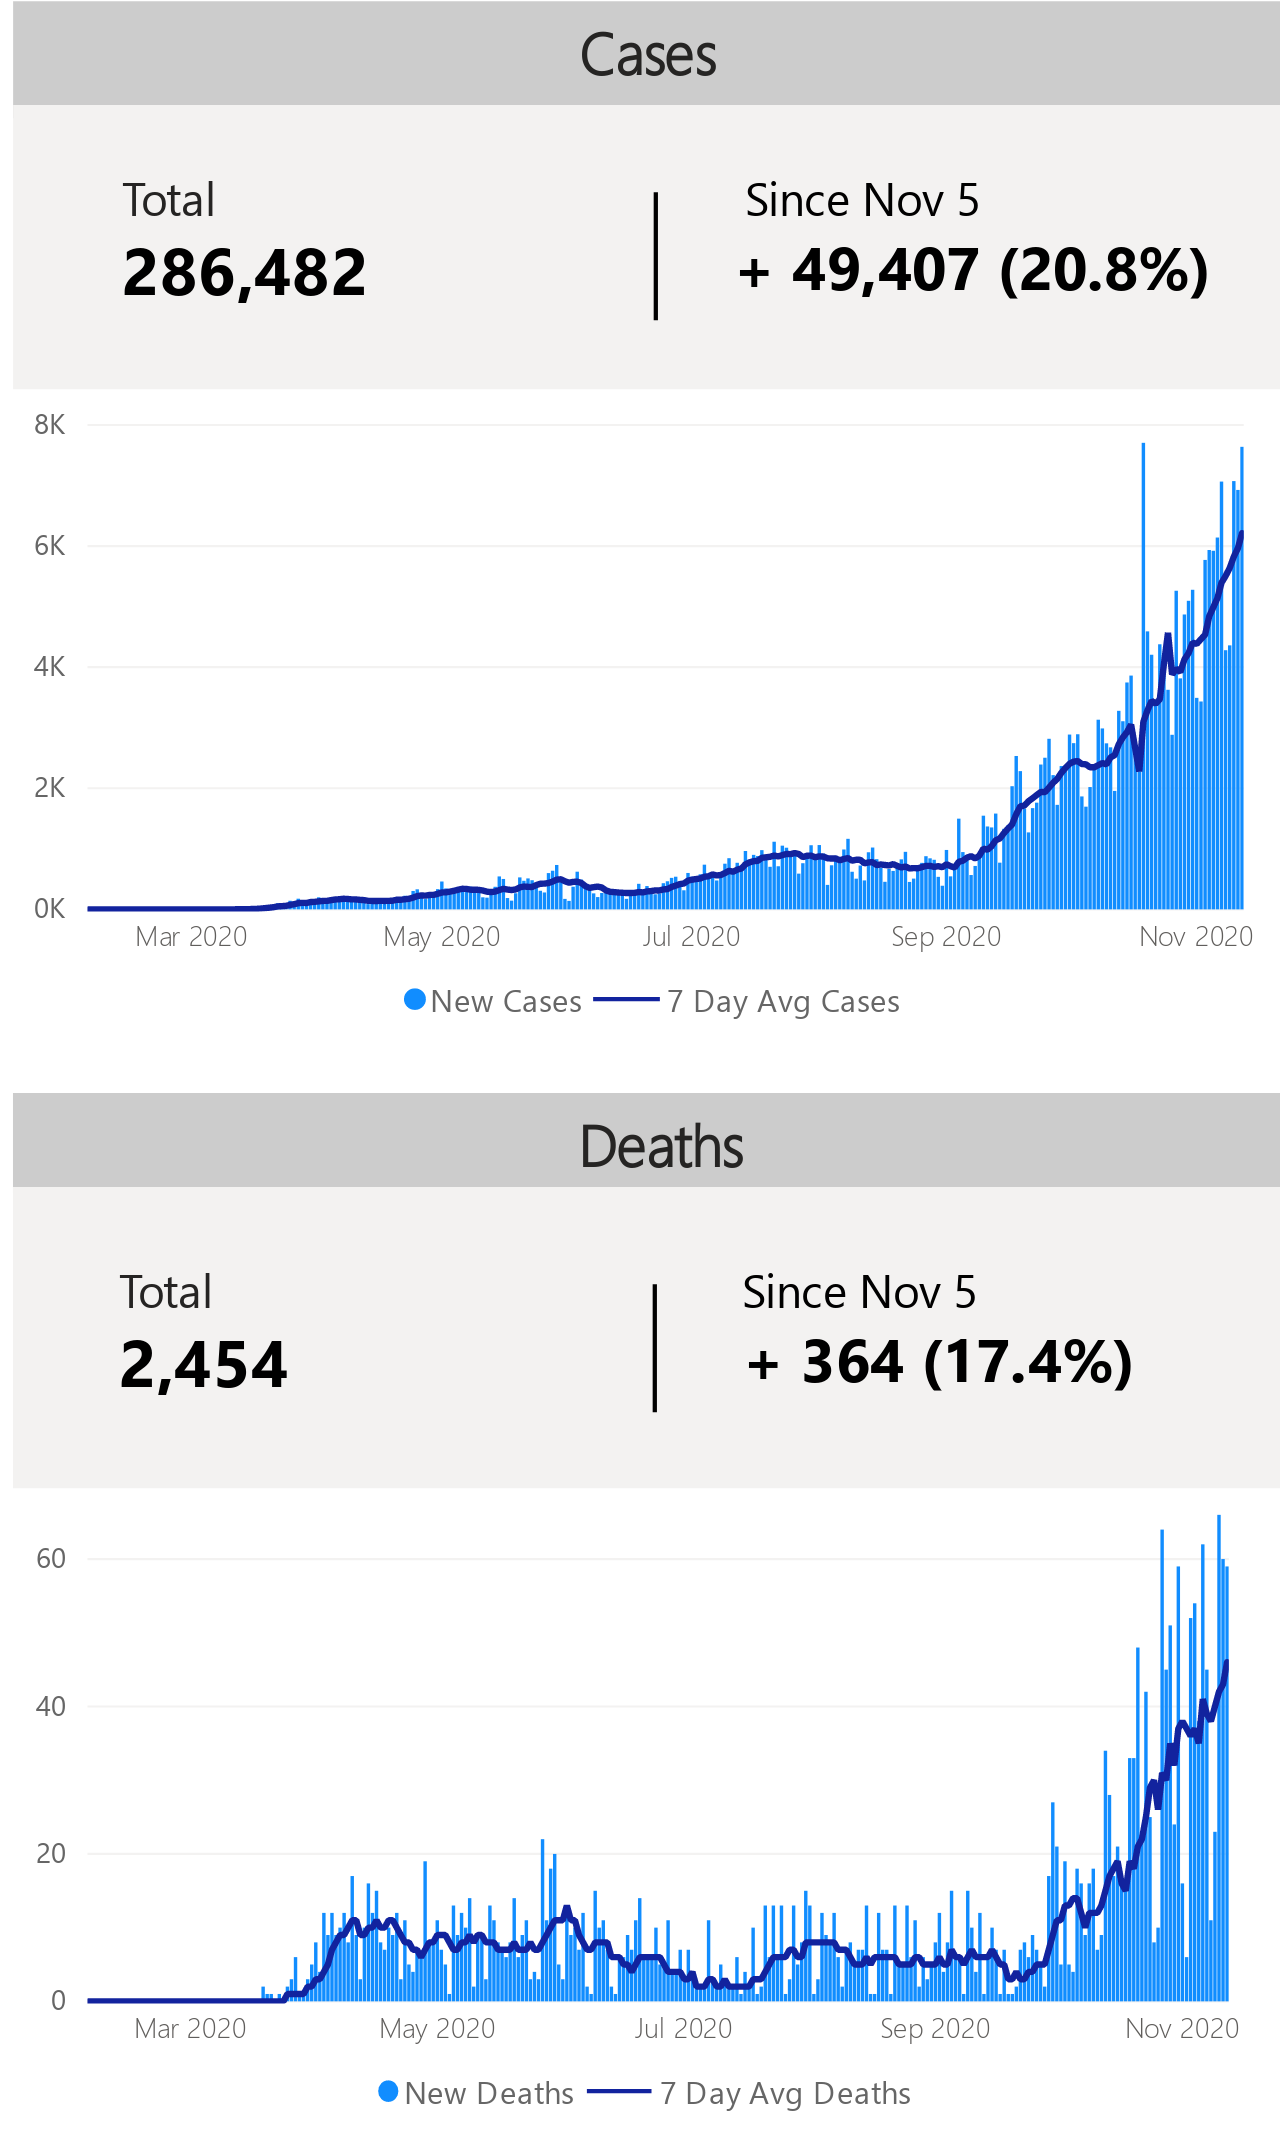 Cases
Total
Since Nov 5
286,482
+ 49,407 (20.8%)
8K
6K
4K
2K
0K
Mar 2020 May 2020 Jul 2020 Sep 2020 Nov 2020
New Cases 7 Day Avg Cases
Deaths
Total
Since Nov 5
2,454
+ 364 (17.4%)
60
40
20
0
Mar 2020 May 2020 Jul 2020 Sep 2020 Nov 2020
New Deaths 7 Day Avg Deaths